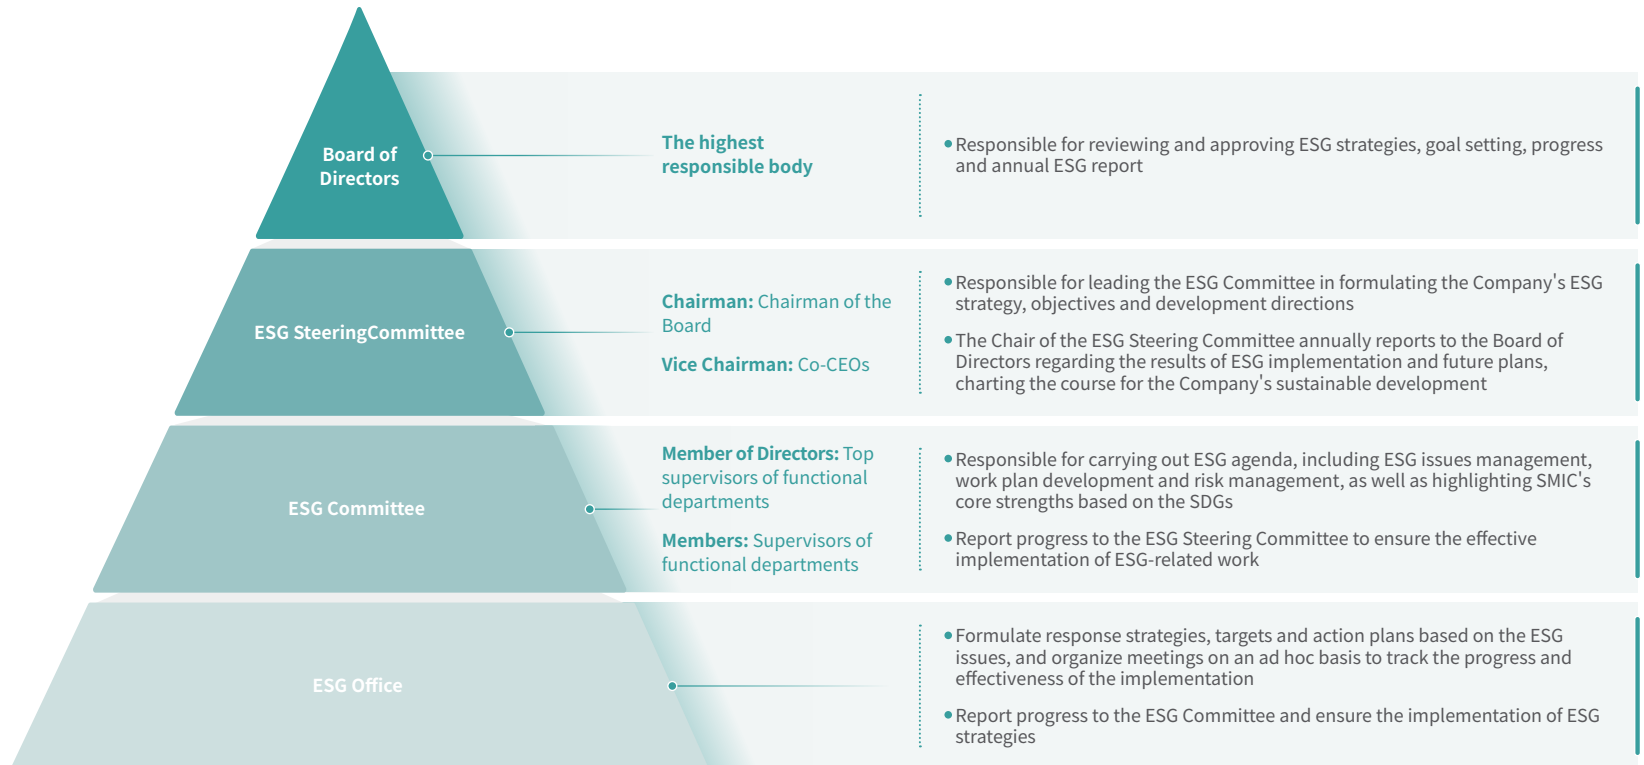 Board of
Directors
The highest
responsible body
Responsible for reviewing and approving ESG strategies, goal setting, progress
and annual ESG report
ESG SteeringCommittee
Chairman: Chairman of the
Board
Vice Chairman: Co-CEOs
Responsible for leading the ESG Committee in formulating the Company's ESG
strategy, objectives and development directions
The Chair of the ESG Steering Committee annually reports to the Board of
Directors regarding the results of ESG implementation and future plans,
charting the course for the Company's sustainable development
ESG Committee
Member of Directors: Top
supervisors of functional
departments
Members: Supervisors of
functional departments
Responsible for carrying out ESG agenda, including ESG issues management,
work plan development and risk management, as well as highlighting SMIC's
core strengths based on the SDGs
Report progress to the ESG Steering Committee to ensure the effective
implementation of ESG-related work
ESG Office
Formulate response strategies, targets and action plans based on the ESG
issues, and organize meetings on an ad hoc basis to track the progress and
effectiveness of the implementation
Report progress to the ESG Committee and ensure the implementation of ESG
strategies